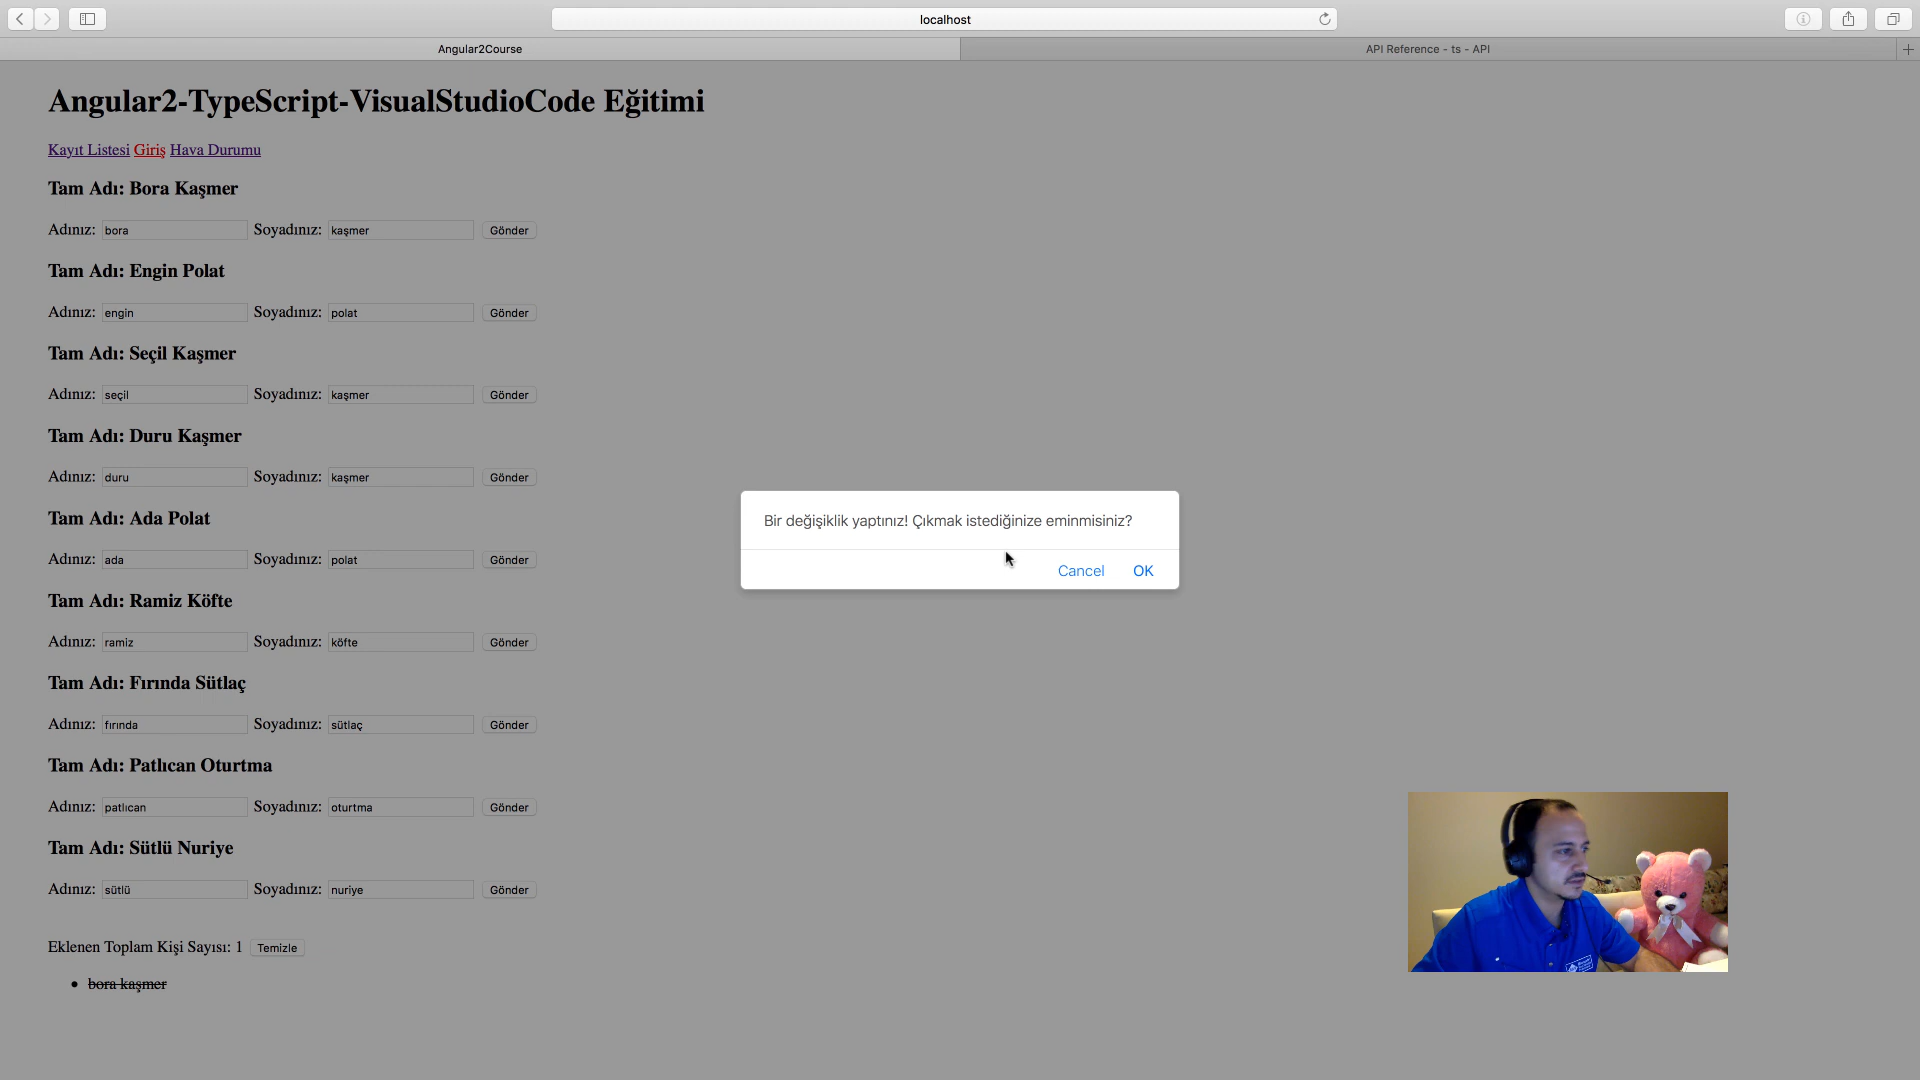 localhost
Angular2Course
API Reference - ts - API
Angular2-TypeScript-VisualStudioCode Eğitimi
Kayıt Listesi Giriş Hava Durumu
Tam Adı: Bora Kaşmer
Adınız: bora Soyadınız: kaşmer Gönder
Tam Adı: Engin Polat
Adınız: engin Soyadınız: polat Gönder
Tam Adı: Seçil Kaşmer
Adınız: seçil Soyadınız: kaşmer Gönder
Tam Adı: Duru Kaşmer
Adınız: duru Soyadınız: kaşmer Gönder
Tam Adı: Ada Polat
Adınız: ada Soyadınız: polat Gönder
Tam Adı: Ramiz Köfte
Adınız: ramiz Soyadınız: köfte Gönder
Tam Adı: Fırında Sütlaç
Adınız: fırında Soyadınız: sütlaç Gönder
Tam Adı: Patlıcan Oturtma
Adınız: patlıcan Soyadınız: oturtma Gönder
Tam Adı: Sütlü Nuriye
Adınız: sütlü Soyadınız: nuriye Gönder
Eklenen Toplam Kişi Sayısı: 1 Temizle
bora kaşmer
Bir değişiklik yaptınız! Çıkmak istediğinize eminmisiniz?
Cancel OK